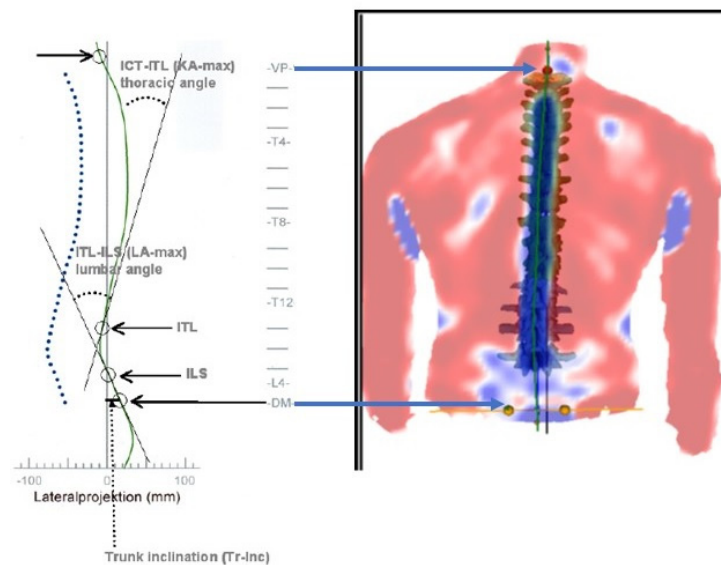 ICT-ITL (KA-max)
thoracic angle
-VP-
-T4-
-T8-
ITL-ILS (LA-max)
lumbar angle
-T12
ITL
ILS
-L4-
-DM-
-100 0 100
Lateralprojektion (mm)
Trunk inclination (Tr-Inc)